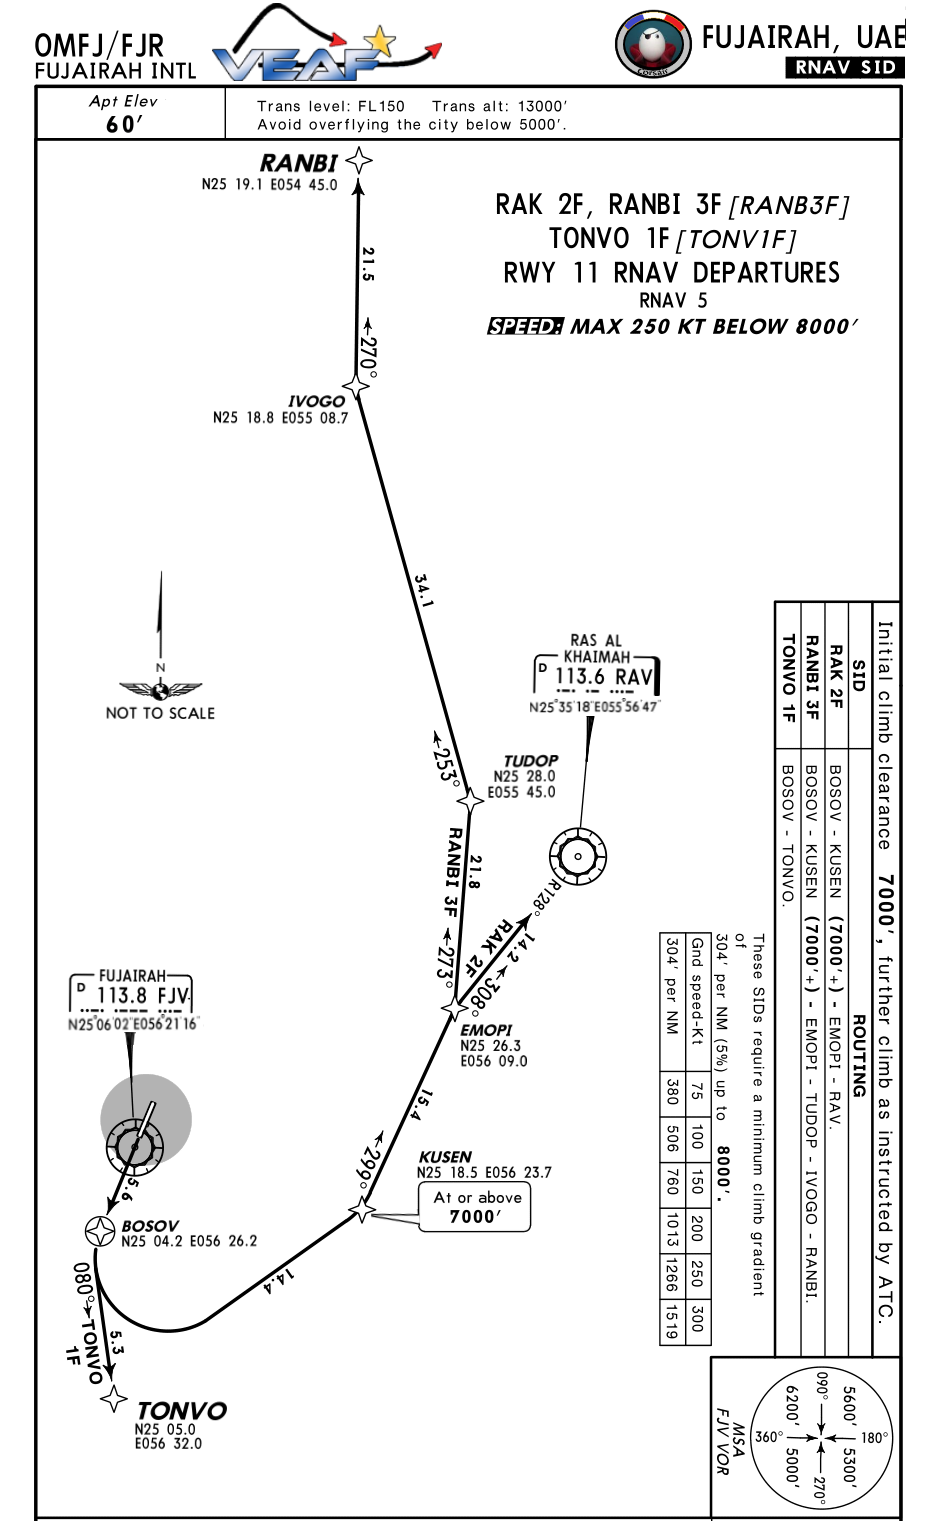 OMFJ/FJR
FUJAIRAH INTL
VEAF
Corsair
FUJAIRAH, UAE
RNAV SID
Apt Elev
60'
Trans level: FL150 Trans alt: 13000'
Avoid overflying the city below 5000'.
RANBI
N25 19.1 E054 45.0
RAK 2F, RANBI 3F [RANB3F]
TONVO 1F [TONV1F]
RWY 11 RNAV DEPARTURES
RNAV 5
SPEED: MAX 250 KT BELOW 8000'
21.5
270°
IVOGO
N25 18.8 E055 08.7
34.1
N
NOT TO SCALE
RAS AL
KHAIMAH
D 113.6 RAV
N25°35'18"E055°56'47"
253°
TUDOP
N25 28.0
E055 45.0
21.8
RANBI 3F
273°
R128°
14.2
RAK 2F
308°
EMOPI
N25 26.3
E056 09.0
15.4
FUJAIRAH
D 113.8 FJV
N25°06'02"E056°21'16"
299°
KUSEN
N25 18.5 E056 23.7
At or above
7000'
5.6
BOSOV
N25 04.2 E056 26.2
14.4
080°
TONVO
1F
5.3
TONVO
N25 05.0
E056 32.0
Initial climb clearance 7000', further climb as instructed by ATC.
SID ROUTING
RAK 2F BOSOV - KUSEN (7000'+) - EMOPI - RAV.
RANBI 3F BOSOV - KUSEN (7000'+) - EMOPI - TUDOP - IVOGO - RANBI.
TONVO 1F BOSOV - TONVO.
These SIDs require a minimum climb gradient
of
304' per NM (5%) up to 8000'.
Gnd speed-Kt 75 100 150 200 250 300
304' per NM 380 506 760 1013 1266 1519
MSA
FJV VOR
090°
5600'
6200'
360°
180°
5000'
5300'
270°